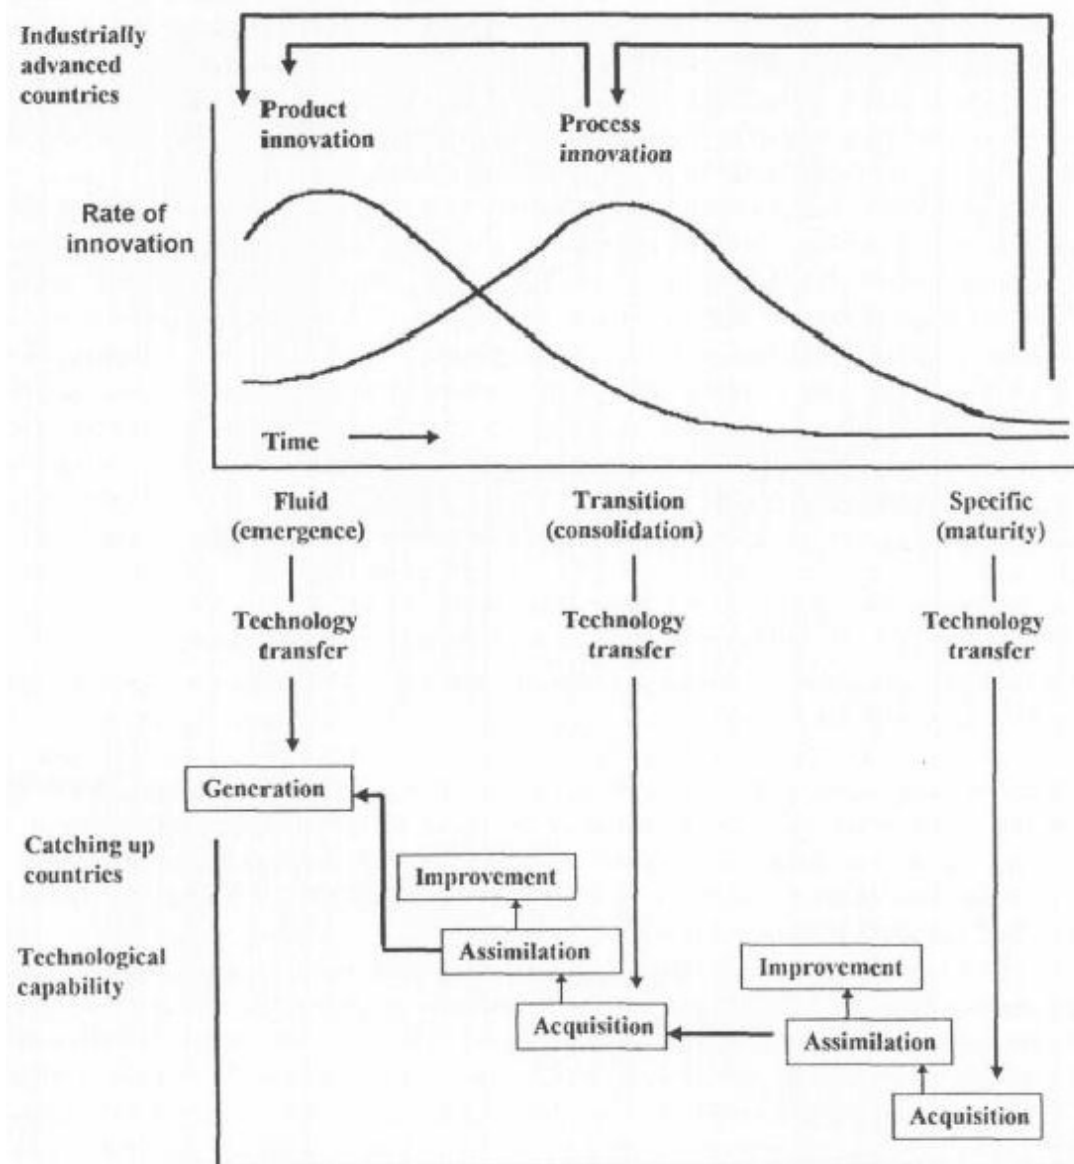 Industrially
advanced
countries
Product
innovation
Process
innovation
Rate of
innovation
Time
Fluid
(emergence)
Transition
(consolidation)
Specific
(maturity)
Technology
transfer
Technology
transfer
Technology
transfer
Generation
Catching up
countries
Improvement
Technological
capability
Assimilation
Improvement
Acquisition
Assimilation
Acquisition